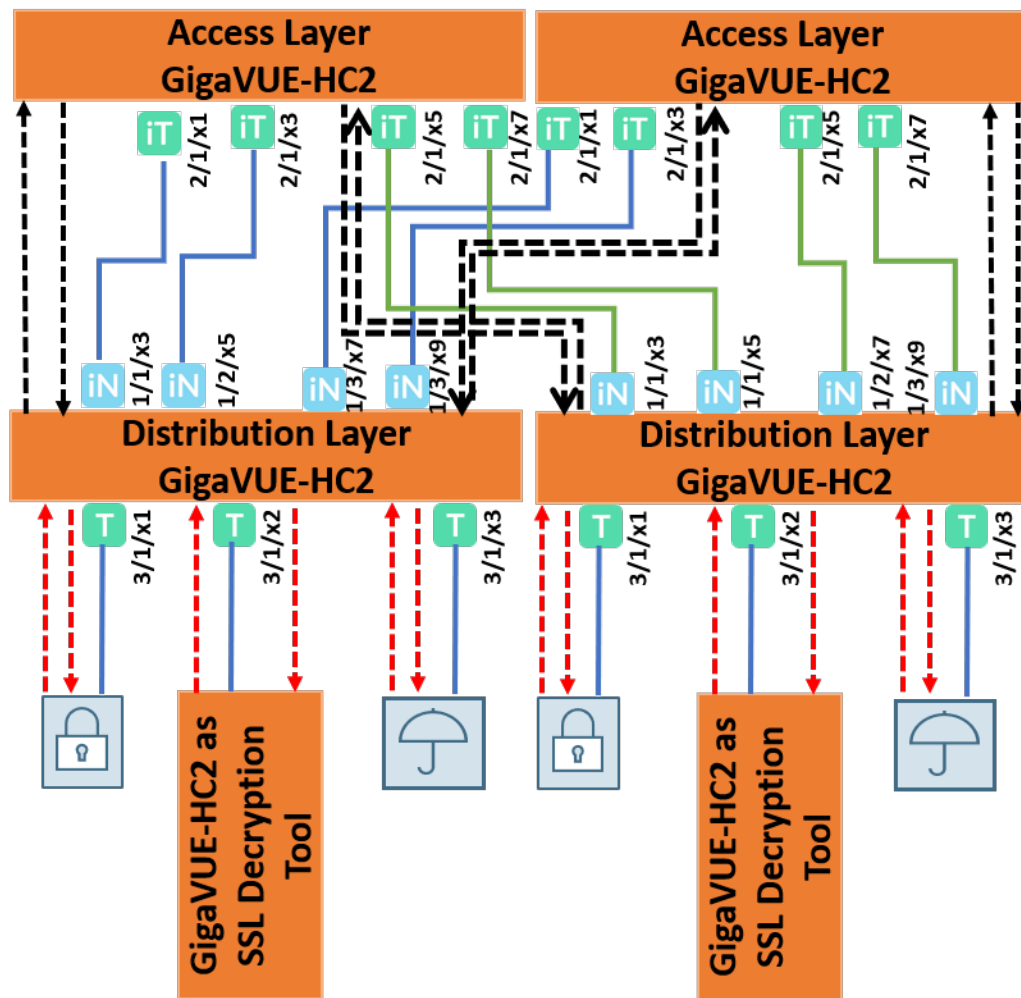 Access Layer
GigaVUE-HC2
Access Layer
GigaVUE-HC2
iT
2/1/x1
iT
2/1/x3
iT
2/1/x5
iT
2/1/x7
iT
2/1/x1
iT
2/1/x3
iT
2/1/x5
iT
2/1/x7
iN
1/1/x3
iN
1/2/x5
iN
1/3/x7
iN
1/3/x9
iN
1/1/x3
iN
1/1/x5
iN
1/2/x7
1/3/x9
iN
Distribution Layer
GigaVUE-HC2
Distribution Layer
GigaVUE-HC2
T
3/1/x1
T
3/1/x2
T
3/1/x3
T
3/1/x1
T
3/1/x2
T
3/1/x3
GigaVUE-HC2 as
SSL Decryption
Tool
GigaVUE-HC2 as
SSL Decryption
Tool